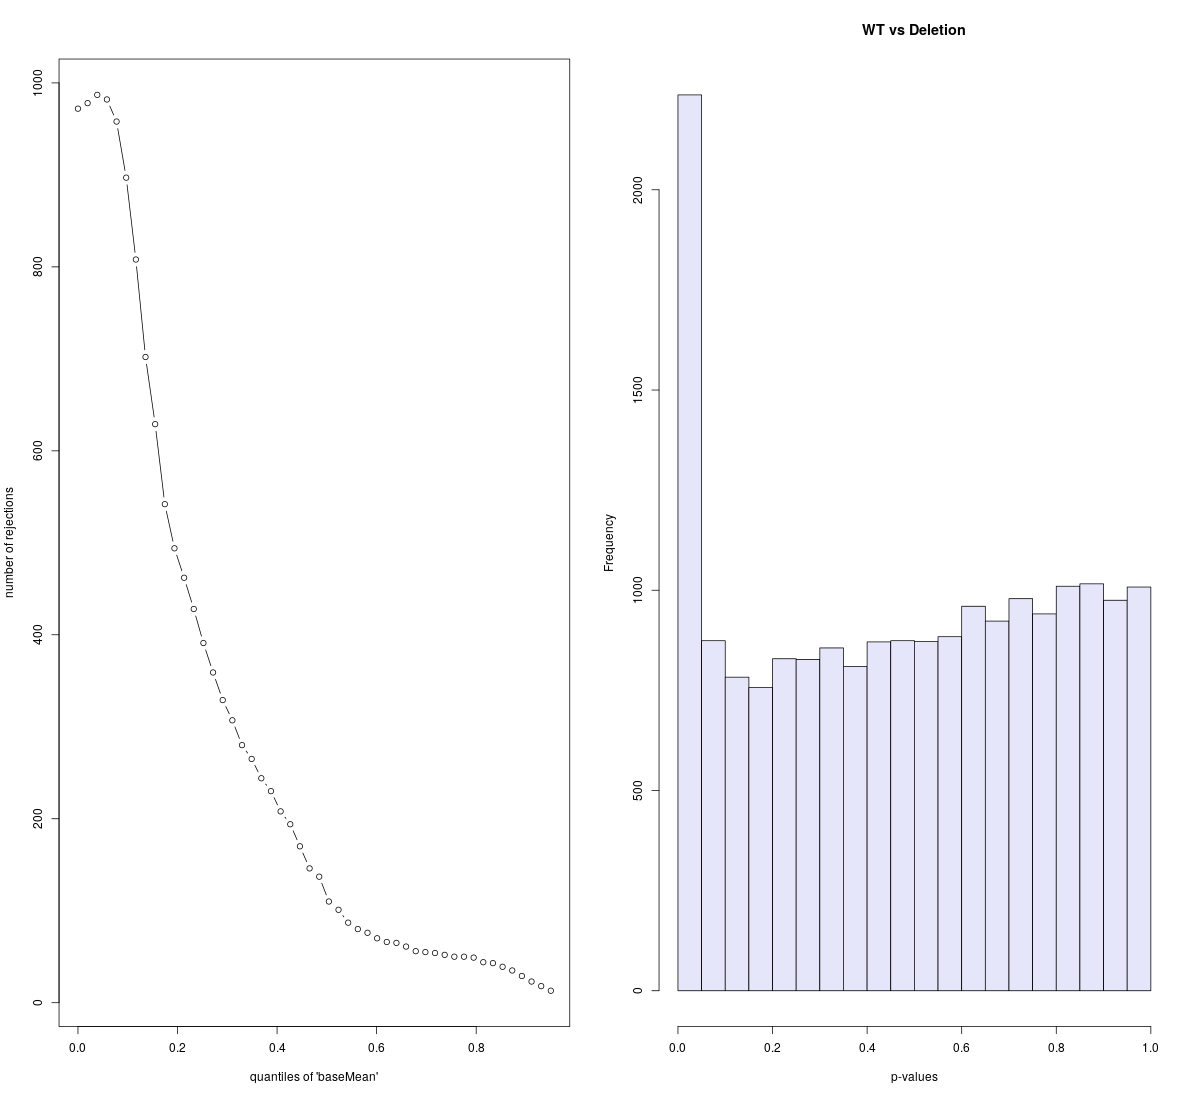 number of rejections
1000
800
600
400
200
0
0.0 0.2 0.4 0.6 0.8
quantiles of 'baseMean'
WT vs Deletion
Frequency
2000
1500
1000
500
0
0.0 0.2 0.4 0.6 0.8 1.0
p-values